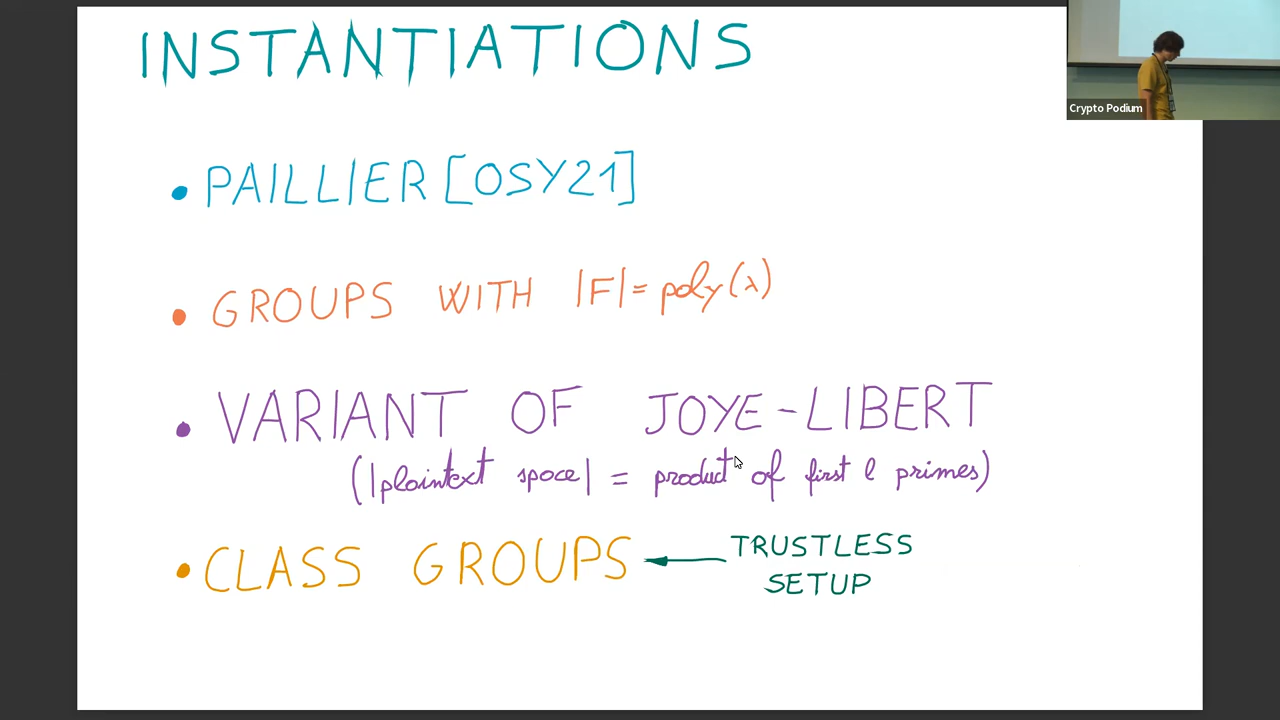 INSTANTIATIONS
Crypto Podium
• PAILLIER [OSY21]
• GROUPS WITH |F| = poly(λ)
• VARIANT OF JOYE-LIBERT
(|plaintext space| = product of first l primes)
• CLASS GROUPS ← TRUSTLESS
SETUP